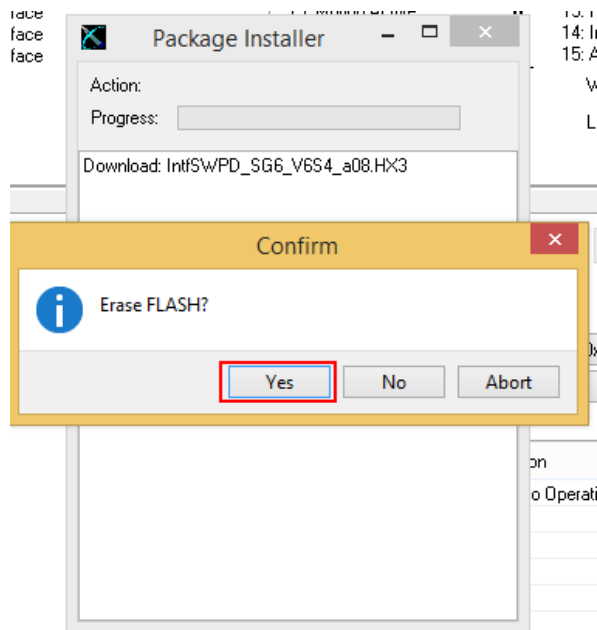 face
face
face
14:
15: A
Package Installer
Action:
Progress:
Download: IntfSWPD_SG6_V6S4_a08.HX3
Confirm
Erase FLASH?
Yes
No
Abort
on
o Operati